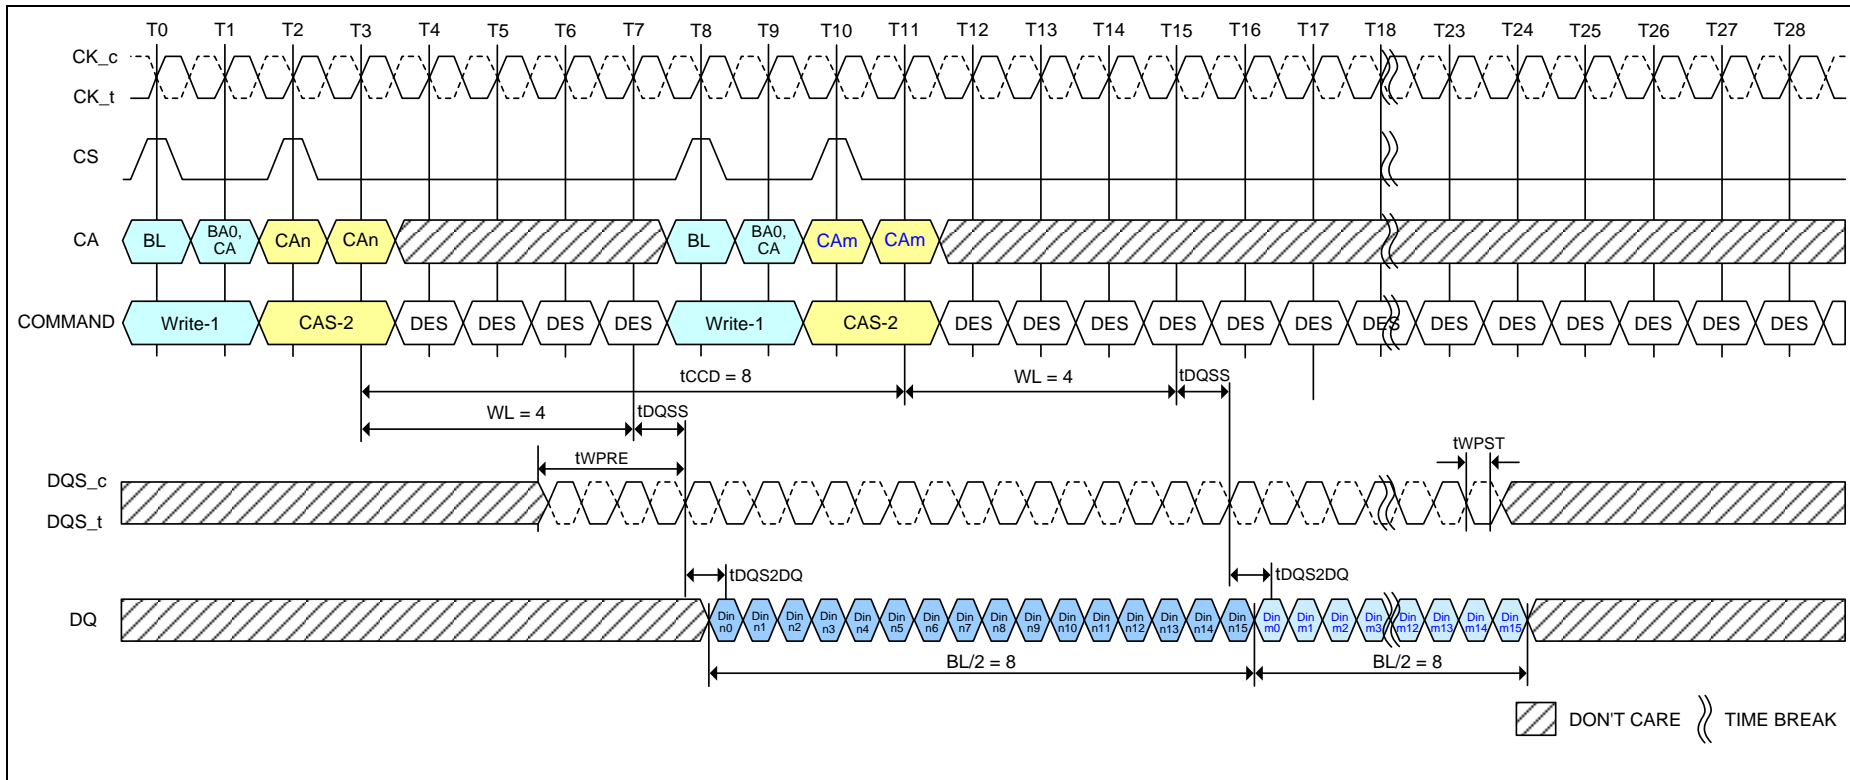 T0 T1 T2 T3 T4 T5 T6 T7 T8 T9 T10 T11 T12 T13 T14 T15 T16 T17 T18 T23 T24 T25 T26 T27 T28
CK_c
CK_t
CS
CA BL BA0, CA CAn CAn BL BA0, CA CAm CAm
COMMAND Write-1 CAS-2 DES DES DES DES Write-1 CAS-2 DES DES DES DES DES DES DES DES DES DES DES DES DES
tCCD = 8 WL = 4 tDQSS
WL = 4 tDQSS
tWPRE tWPST
DQS_c
DQS_t
tDQS2DQ tDQS2DQ
DQ Din n0 Din n1 Din n2 Din n3 Din n4 Din n5 Din n6 Din n7 Din n8 Din n9 Din n10 Din n11 Din n12 Din n13 Din n14 Din n15 Din m0 Din m1 Din m2 Din m3 Din m12 Din m13 Din m14 Din m15
BL/2 = 8 BL/2 = 8
DON'T CARE TIME BREAK